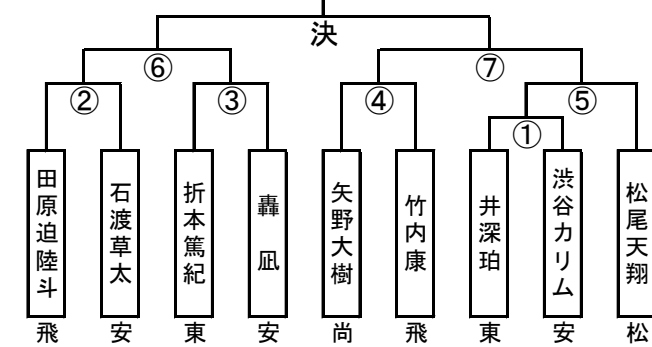 決
⑥
⑦
②
③
④
⑤
①
田原迫陸斗
石渡草太
折本篤紀
轟凪
矢野大樹
竹内康
井深珀
渋谷カリム
松尾天翔
飛
安
東
安
尚
飛
東
安
松